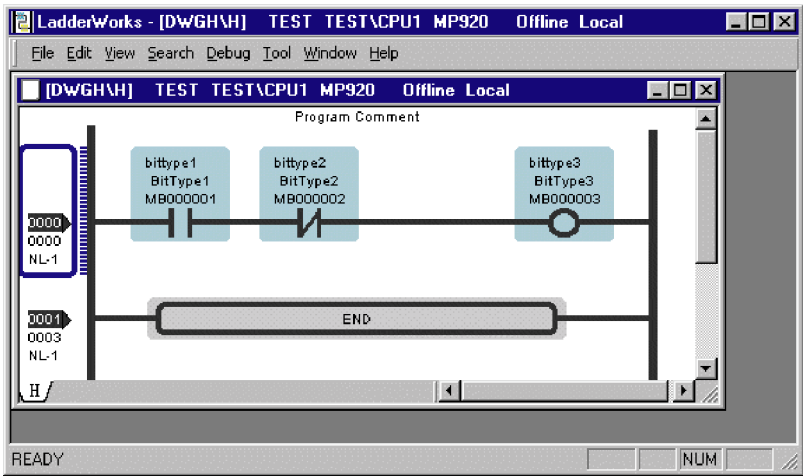 LadderWorks - [DWGH\H] TEST TEST\CPU1 MP920 Offline Local
File Edit View Search Debug Tool Window Help
[DWGH\H] TEST TEST\CPU1 MP920 Offline Local
Program Comment
bittype1 bittype2 bittype3
BitType1 BitType2 BitType3
MB000001 MB000002 MB000003
0000
0000
NL-1
0001 END
0003
NL-1
H
READY NUM